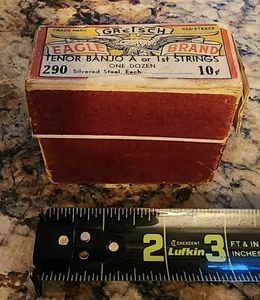 TRADE MARK GRETSCH REGISTERED
EAGLE BRAND
TENOR BANJO A or 1st STRINGS
ONE DOZEN
290 Silvered Steel, Each 10¢
2 CRESCENT Lufkin 3 FT & IN
INCHES